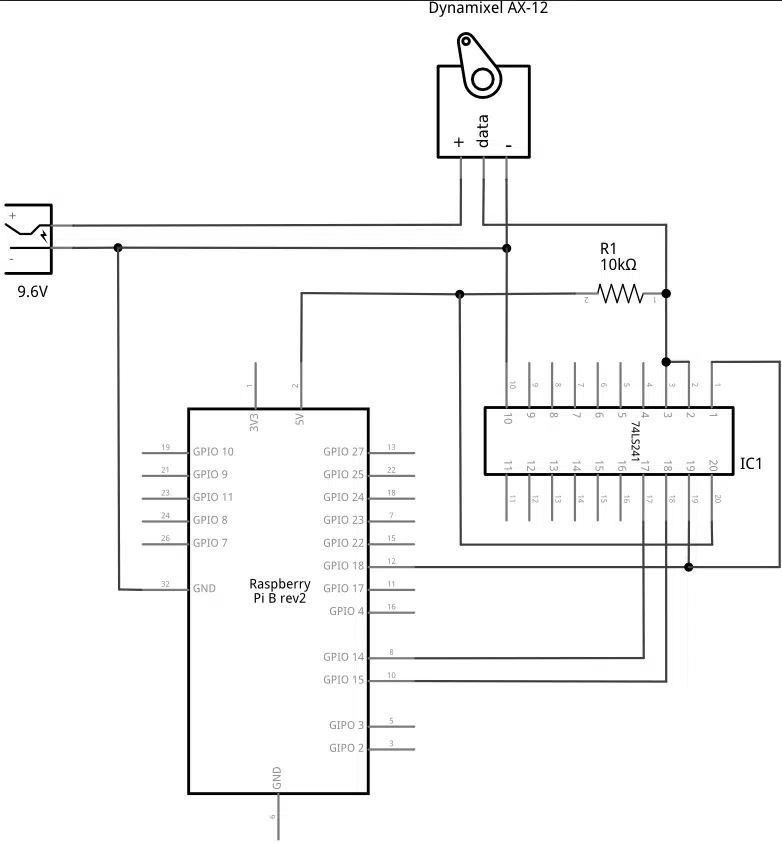 Dynamixel AX-12
+
data
-
+
-
9.6V
R1
10kΩ
2
1
1
2
3V3
5V
10
9
8
7
6
5
4
3
2
1
10
9
8
7
6
5
4
3
2
1
74LS241
IC1
11
12
13
14
15
16
17
18
19
20
11
12
13
14
15
16
17
18
19
20
19 GPIO 10
21 GPIO 9
23 GPIO 11
24 GPIO 8
26 GPIO 7
32 GND
Raspberry
Pi B rev2
GPIO 27 13
GPIO 25 22
GPIO 24 18
GPIO 23 7
GPIO 22 15
GPIO 18 12
GPIO 17 11
GPIO 4 16
GPIO 14 8
GPIO 15 10
GIPO 3 5
GIPO 2 3
GND
6